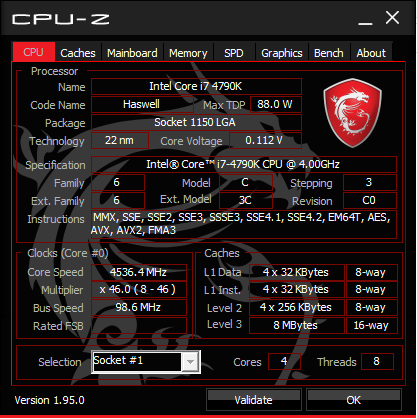 CPU-Z
CPU Caches Mainboard Memory SPD Graphics Bench About
Processor
Name Intel Core i7 4790K
Code Name Haswell Max TDP 88.0 W
Package Socket 1150 LGA
Technology 22 nm Core Voltage 0.112 V
Specification Intel® Core™ i7-4790K CPU @ 4.00GHz
Family 6 Model C Stepping 3
Ext. Family 6 Ext. Model 3C Revision C0
Instructions MMX, SSE, SSE2, SSE3, SSSE3, SSE4.1, SSE4.2, EM64T, AES,
AVX, AVX2, FMA3
Clocks (Core #0) Caches
Core Speed 4536.4 MHz L1 Data 4 x 32 KBytes 8-way
Multiplier x 46.0 ( 8 - 46 ) L1 Inst. 4 x 32 KBytes 8-way
Bus Speed 98.6 MHz Level 2 4 x 256 KBytes 8-way
Rated FSB Level 3 8 MBytes 16-way
Selection Socket #1 Cores 4 Threads 8
Version 1.95.0 Validate OK